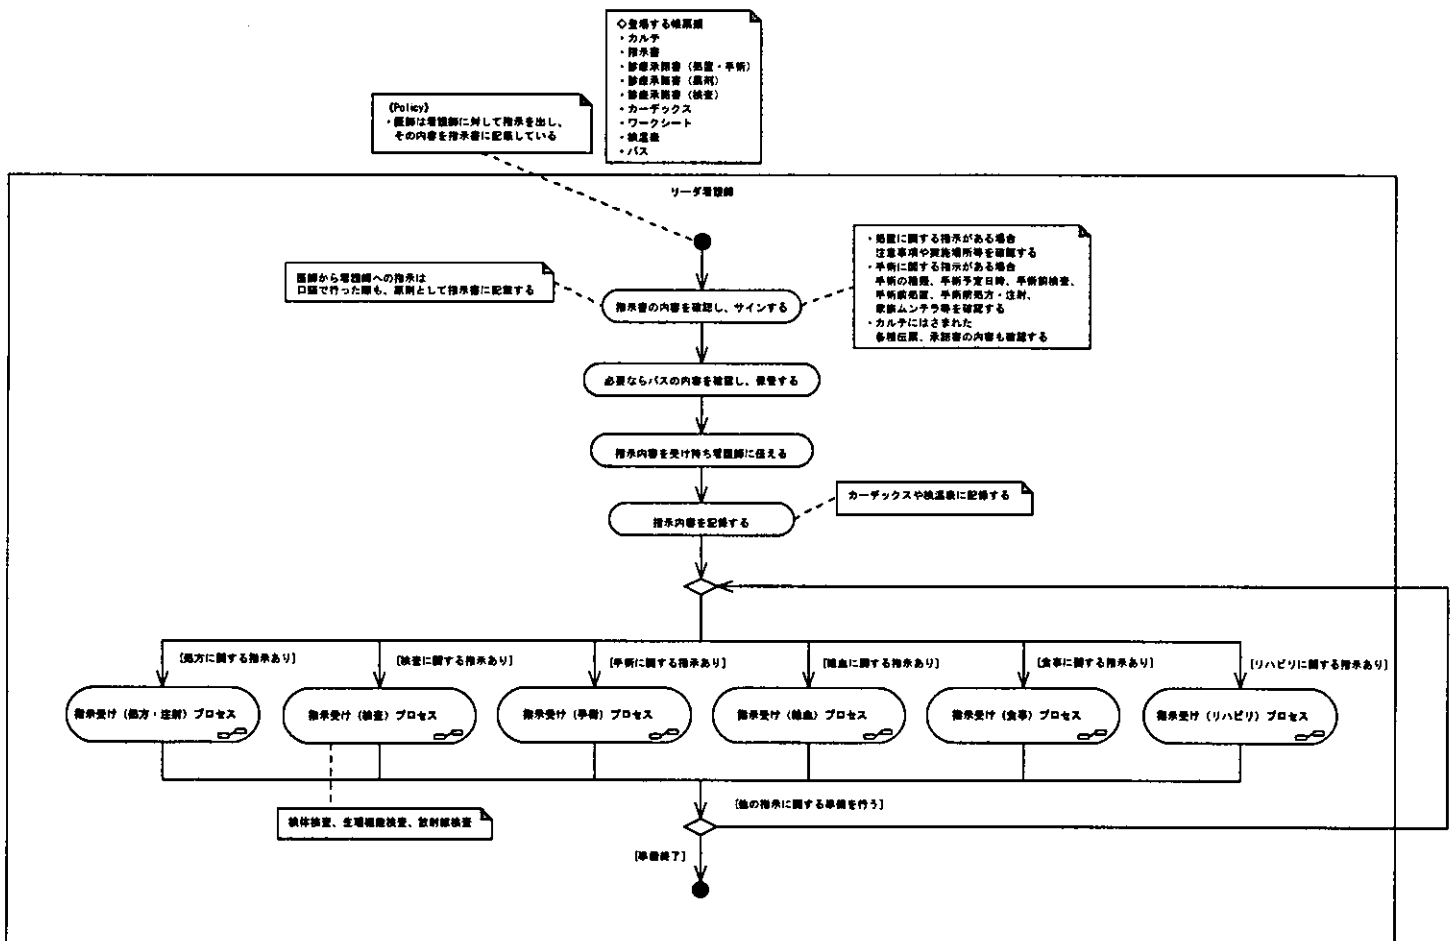 ◇登場する帳票類
・カルテ
・指示書
・診療承諾書（処置・手術）
・診療承諾書（薬剤）
・診療承諾書（検査）
・カーデックス
・ワークシート
・検温表
・パス
《Policy》
・医師は看護師に対して指示を出し、
その内容を指示書に記載している
リーダ看護師
・処置に関する指示がある場合
注意事項や実施場所等を確認する
・手術に関する指示がある場合
手術の種類、手術予定日時、手術前検査、
手術前処置、手術前処方・注射、
家族ムンテラ等を確認する
・カルテにはさまれた
各種伝票、承諾書の内容も確認する
医師から看護師への指示は
口頭で行った際も、原則として指示書に記載する
指示書の内容を確認し、サインする
必要ならパスの内容を確認し、保管する
指示内容を受け持ち看護師に伝える
カーデックスや検温表に記録する
指示内容を記録する
[処方に関する指示あり]
[検査に関する指示あり]
[手術に関する指示あり]
[輸血に関する指示あり]
[食事に関する指示あり]
[リハビリに関する指示あり]
指示受け（処方・注射）プロセス
指示受け（検査）プロセス
指示受け（手術）プロセス
指示受け（輸血）プロセス
指示受け（食事）プロセス
指示受け（リハビリ）プロセス
検体検査、生理機能検査、放射線検査
[他の指示に関する準備を行う]
[準備終了]